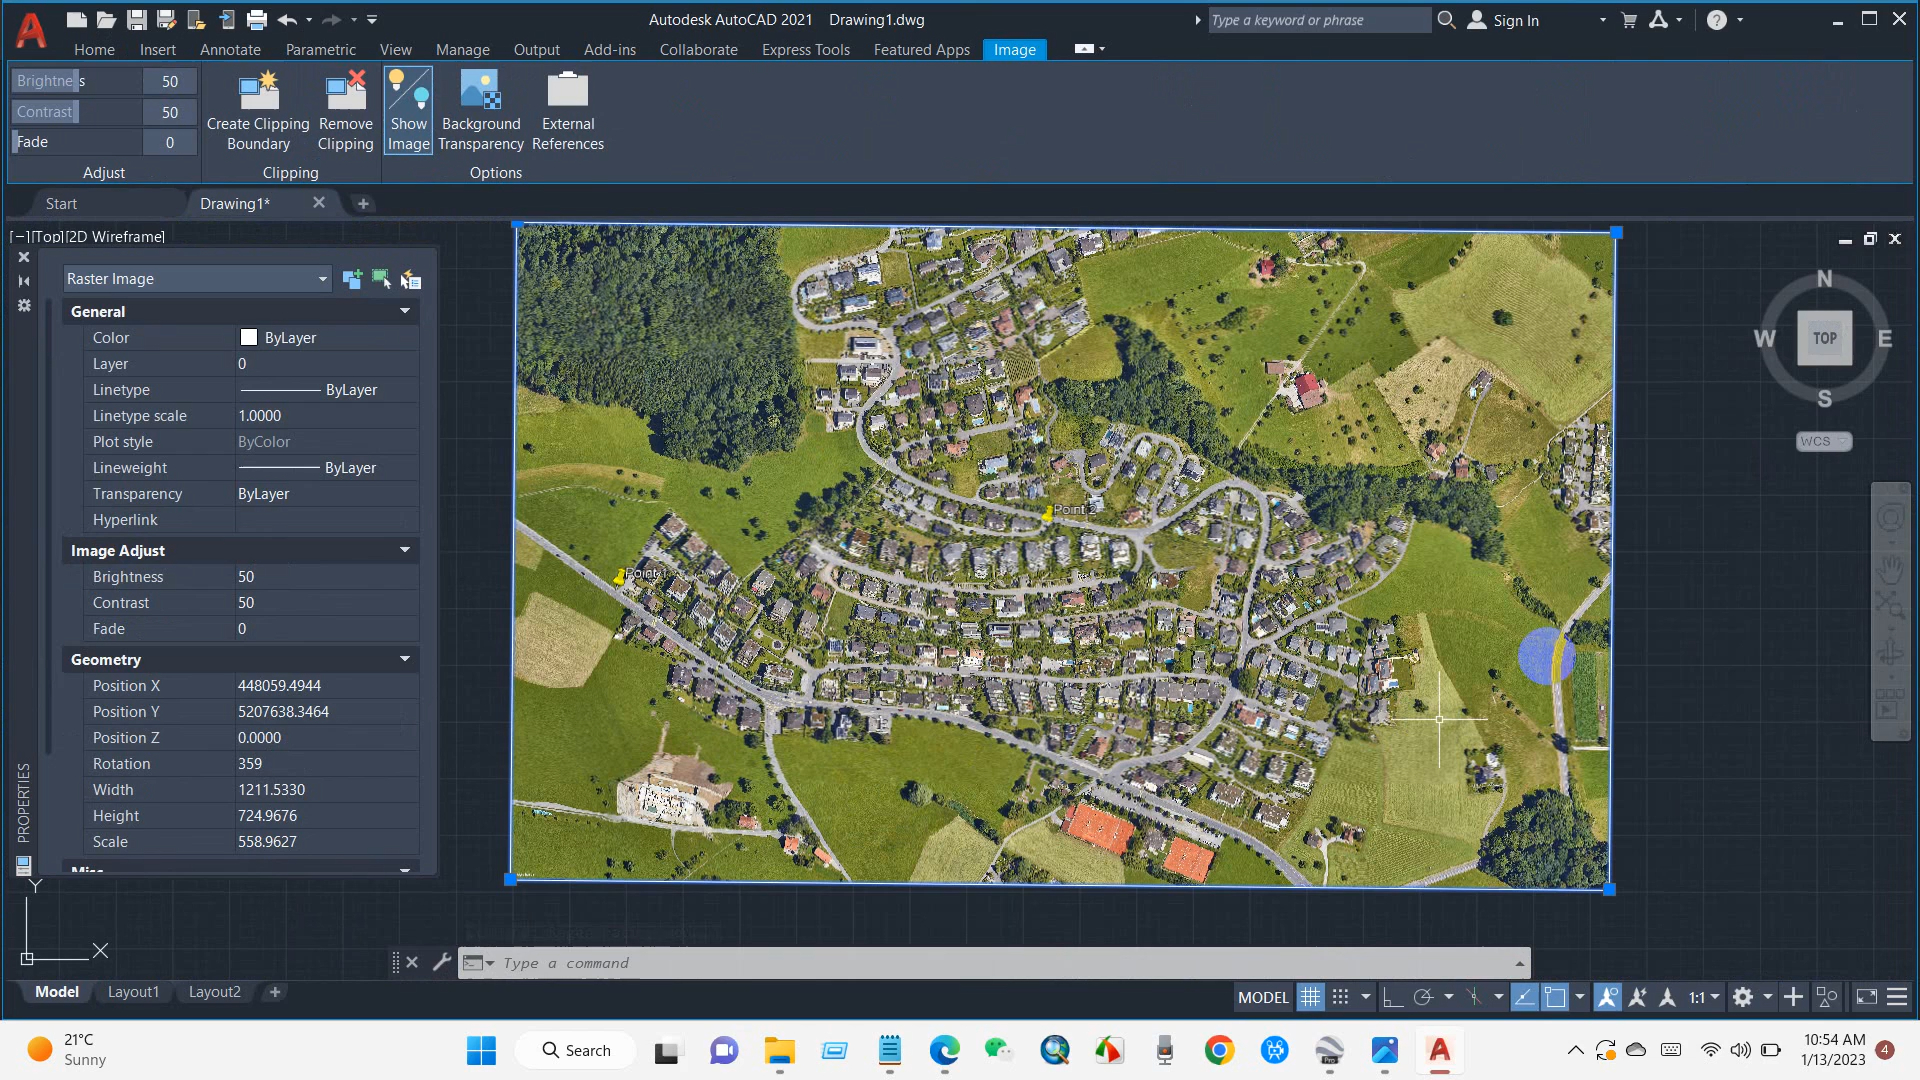 Autodesk AutoCAD 2021 Drawing1.dwg
Type a keyword or phrase
Sign In
Home Insert Annotate Parametric View Manage Output Add-ins Collaborate Express Tools Featured Apps Image
Brightness 50
Contrast 50
Fade 0
Create Clipping Boundary
Remove Clipping
Show Image
Background Transparency
External References
Adjust Clipping Options
Start Drawing1*
[−][Top][2D Wireframe]
Raster Image
General
Color ByLayer
Layer 0
Linetype ByLayer
Linetype scale 1.0000
Plot style ByColor
Lineweight ByLayer
Transparency ByLayer
Hyperlink
Image Adjust
Brightness 50
Contrast 50
Fade 0
Geometry
Position X 448059.4944
Position Y 5207638.3464
Position Z 0.0000
Rotation 359
Width 1211.5330
Height 724.9676
Scale 558.9627
Misc
PROPERTIES
Point 2
Point 1
N
W TOP E
S
WCS
Y
X
Type a command
Model Layout1 Layout2
MODEL 1:1
21°C
Sunny
Search
Pro
10:54 AM
1/13/2023
4